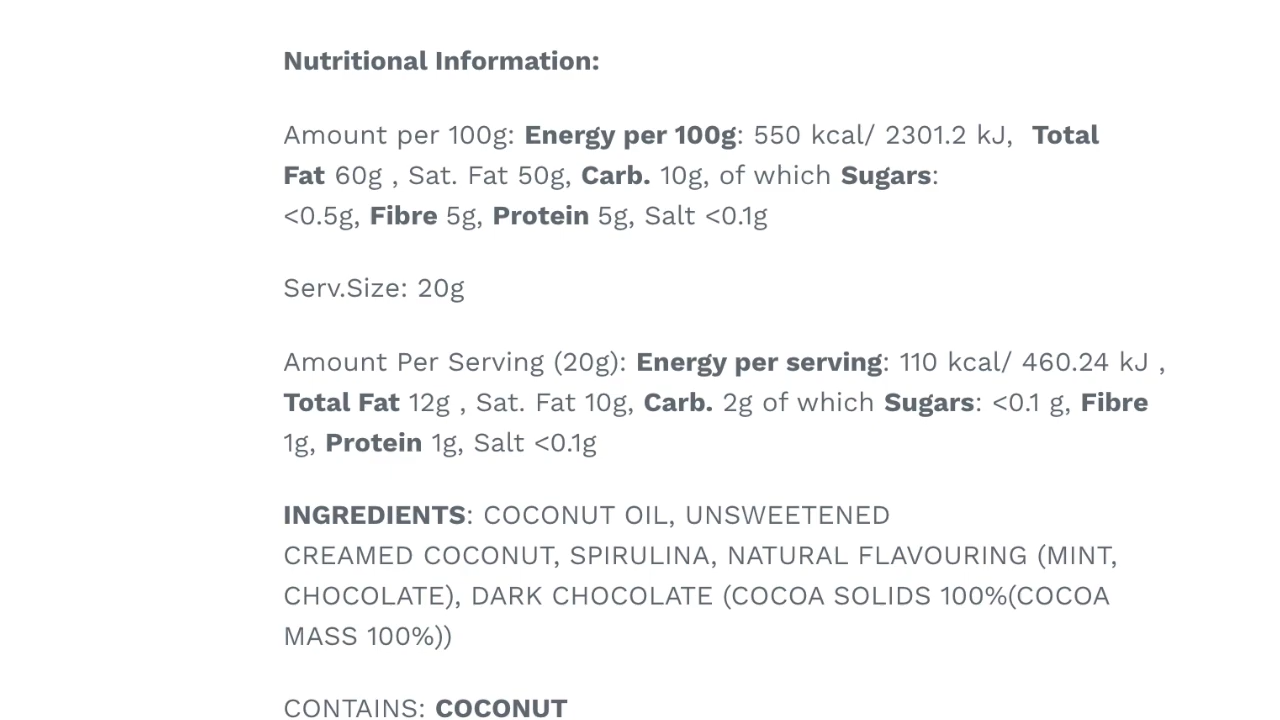 Nutritional Information:
Amount per 100g: Energy per 100g: 550 kcal/ 2301.2 kJ,  Total
Fat 60g , Sat. Fat 50g, Carb. 10g, of which Sugars:
<0.5g, Fibre 5g, Protein 5g, Salt <0.1g
Serv.Size: 20g
Amount Per Serving (20g): Energy per serving: 110 kcal/ 460.24 kJ ,
Total Fat 12g , Sat. Fat 10g, Carb. 2g of which Sugars: <0.1 g, Fibre
1g, Protein 1g, Salt <0.1g
INGREDIENTS: COCONUT OIL, UNSWEETENED
CREAMED COCONUT, SPIRULINA, NATURAL FLAVOURING (MINT,
CHOCOLATE), DARK CHOCOLATE (COCOA SOLIDS 100%(COCOA
MASS 100%))
CONTAINS: COCONUT